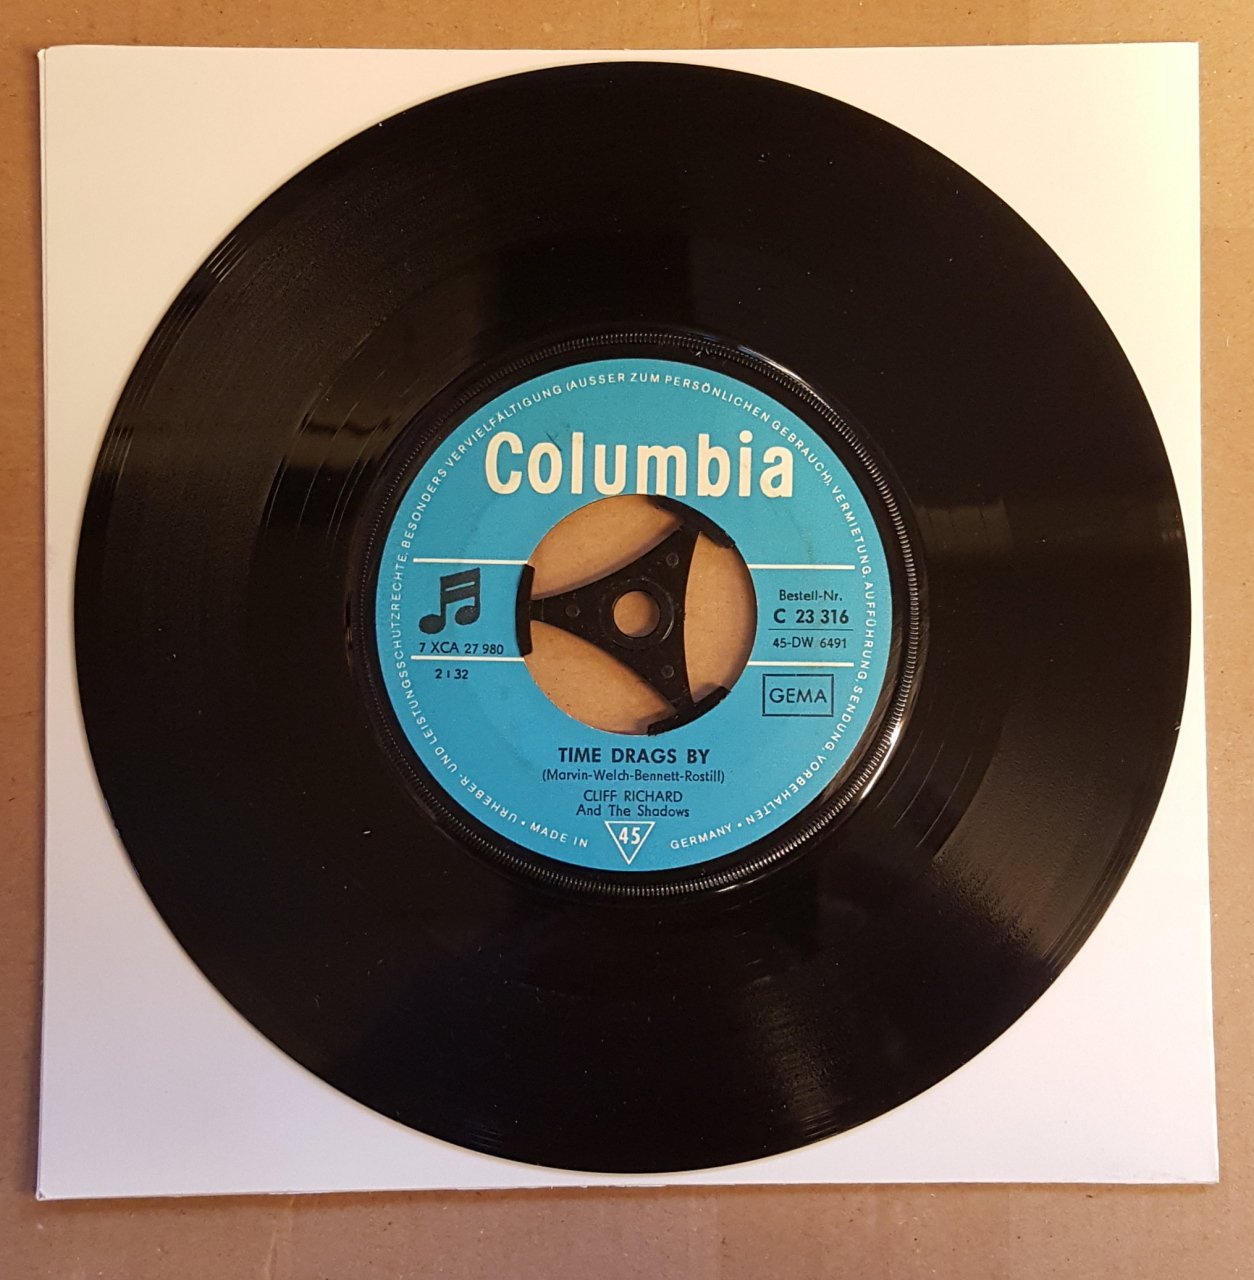 URHEBER- UND LEISTUNGSSCHUTZRECHTE, BESONDERS VERVIELFÄLTIGUNG (AUSSER ZUM PERSÖNLICHEN GEBRAUCH), VERMIETUNG, AUFFÜHRUNG, SENDUNG, VORBEHALTEN •
Columbia
7 XCA 27 980
2 I 32
Bestell-Nr.
C 23 316
45-DW 6491
GEMA
TIME DRAGS BY
(Marvin-Welch-Bennett-Rostill)
CLIFF RICHARD
And The Shadows
• MADE IN
45
GERMANY •